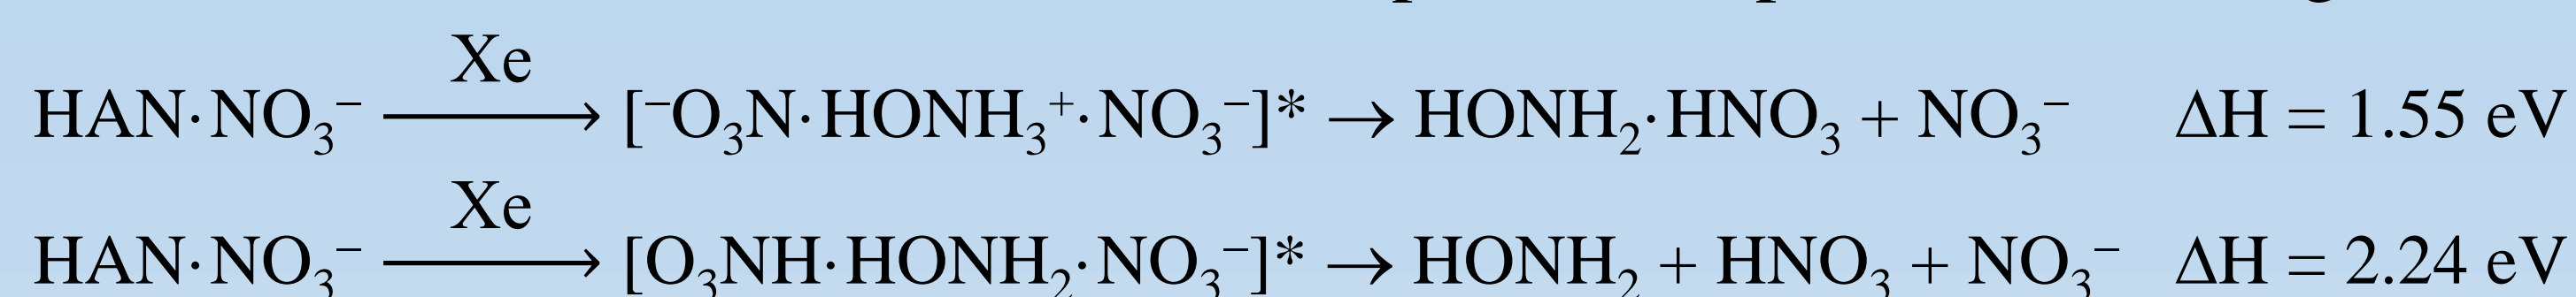 Xe
HAN·NO₃⁻ ⟶ [⁻O₃N·HONH₃⁺·NO₃⁻]* → HONH₂·HNO₃ + NO₃⁻ ΔH = 1.55 eV
Xe
HAN·NO₃⁻ ⟶ [O₃NH·HONH₂·NO₃⁻]* → HONH₂ + HNO₃ + NO₃⁻ ΔH = 2.24 eV